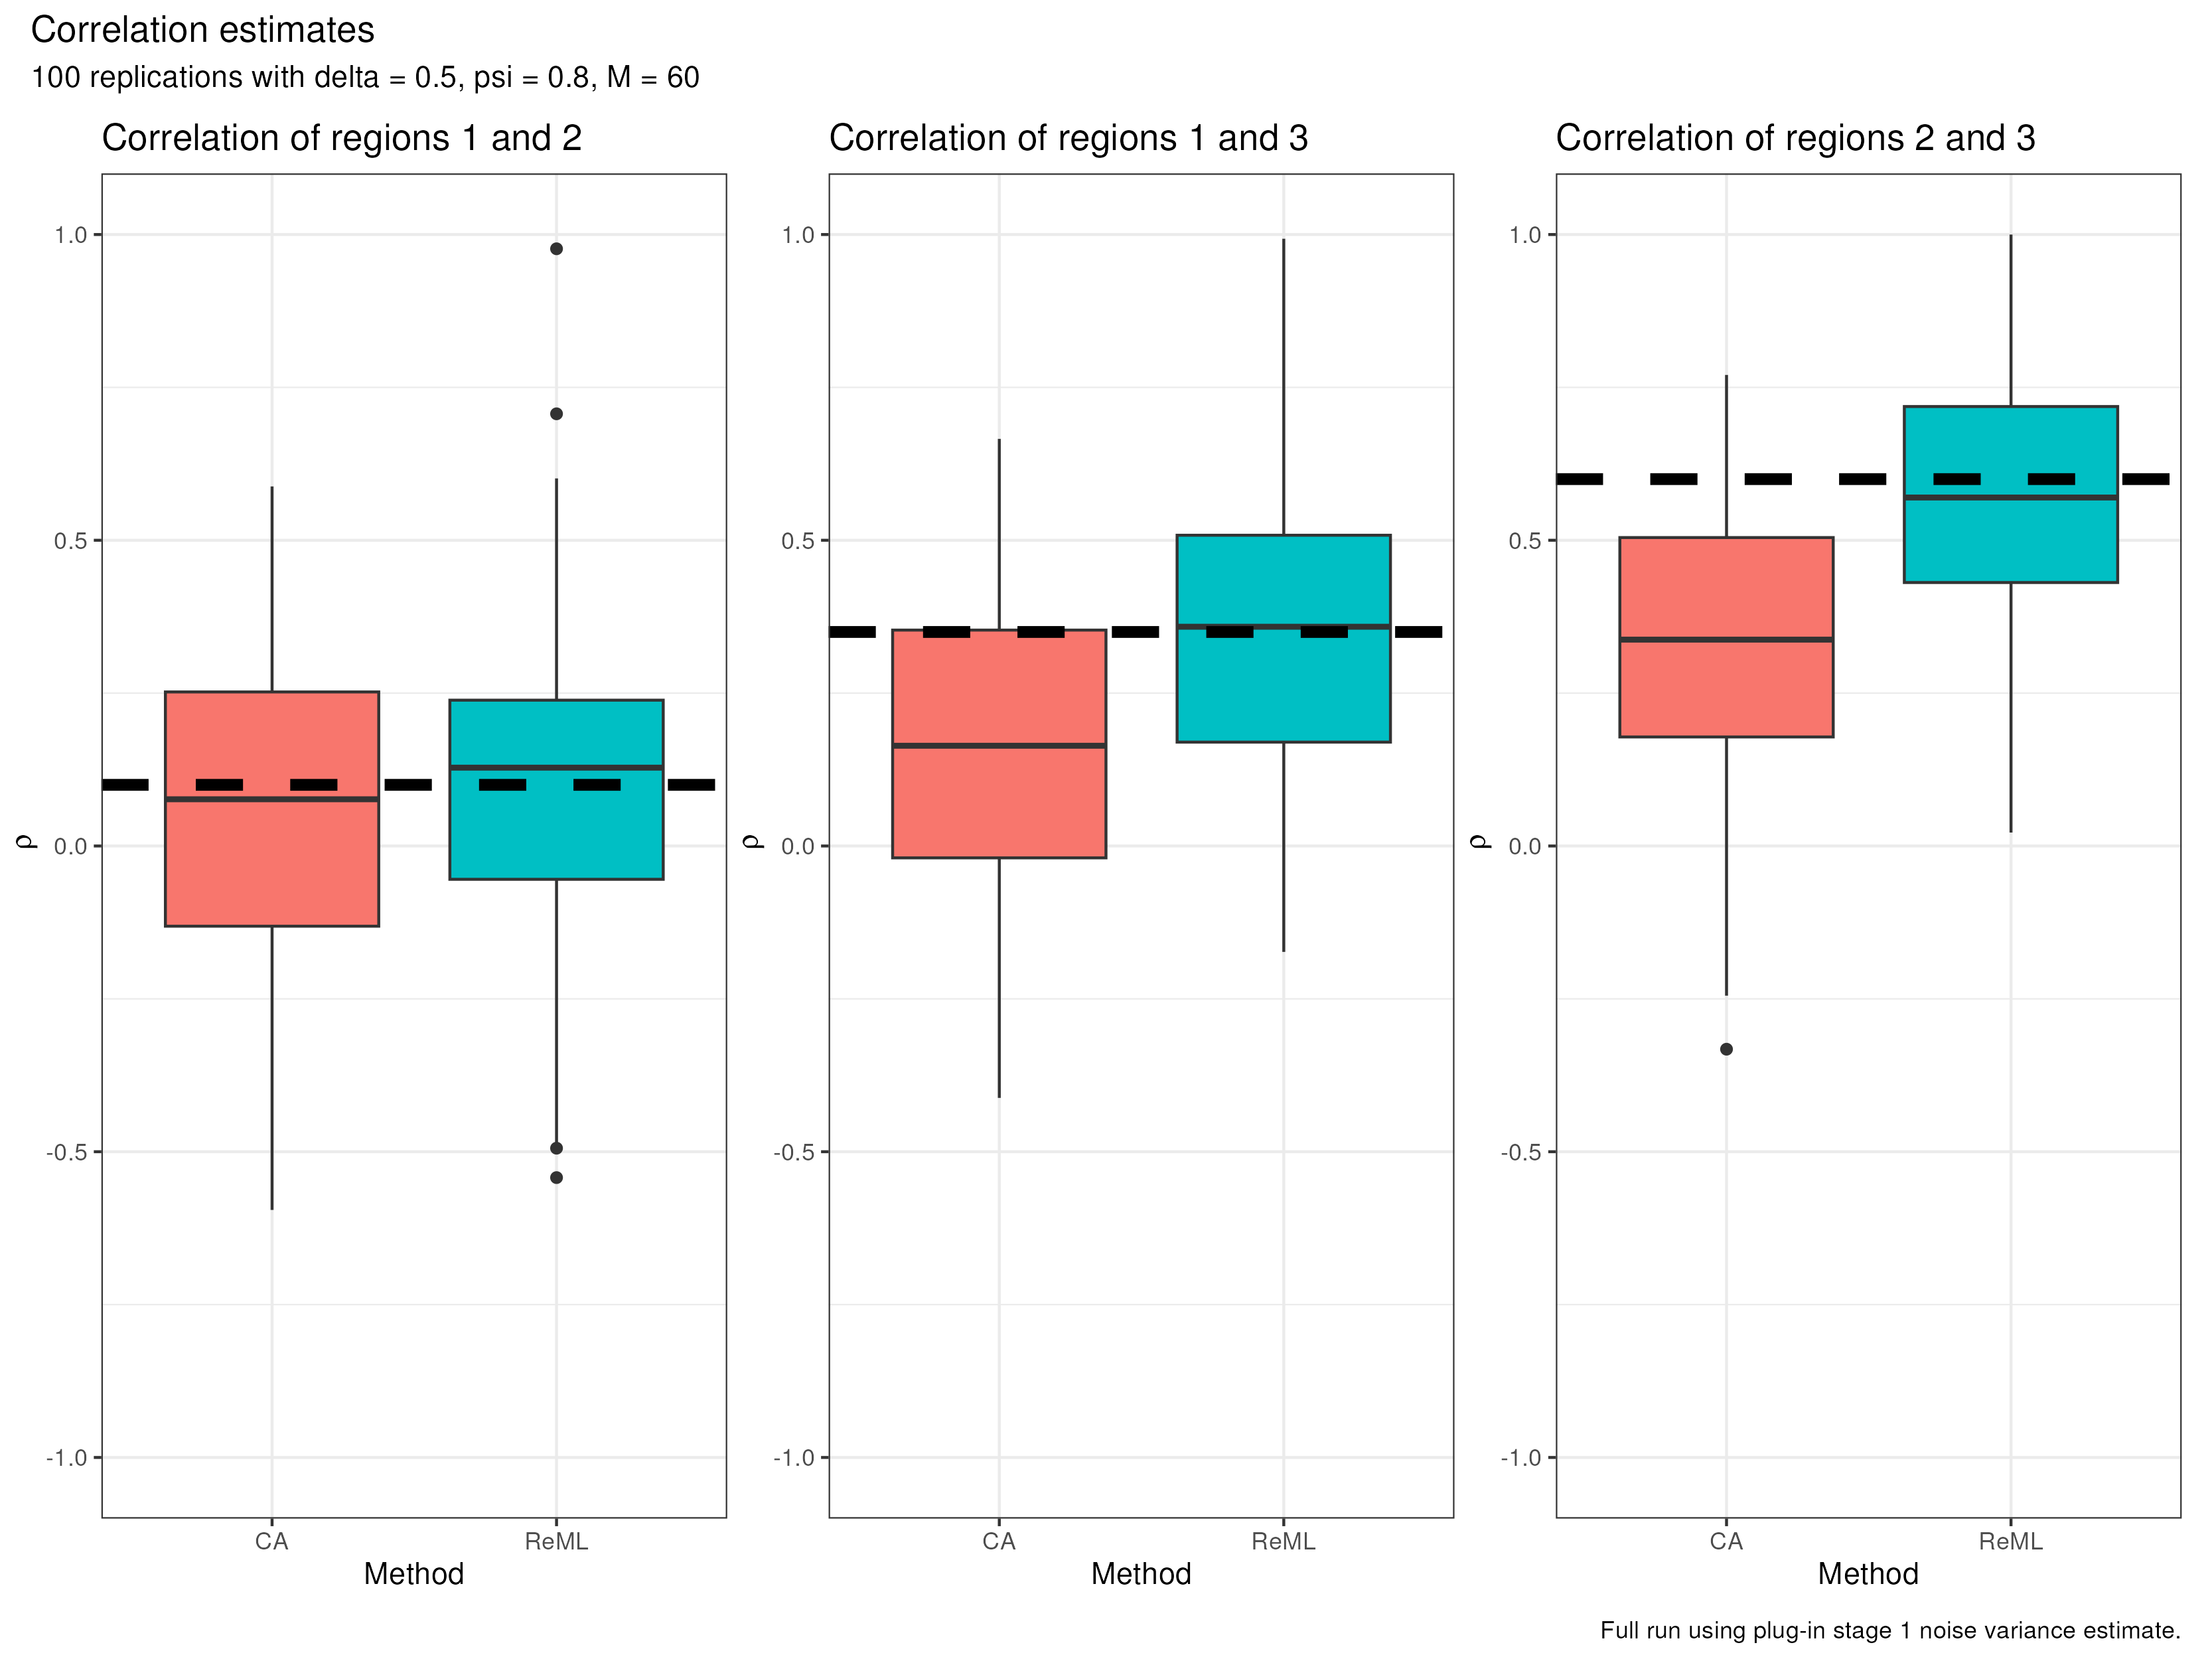 Correlation estimates
100 replications with delta = 0.5, psi = 0.8, M = 60
Correlation of regions 1 and 2
1.0
0.5
0.0
-0.5
-1.0
ρ
CA
ReML
Method
Correlation of regions 1 and 3
1.0
0.5
0.0
-0.5
-1.0
ρ
CA
ReML
Method
Correlation of regions 2 and 3
1.0
0.5
0.0
-0.5
-1.0
ρ
CA
ReML
Method
Full run using plug-in stage 1 noise variance estimate.